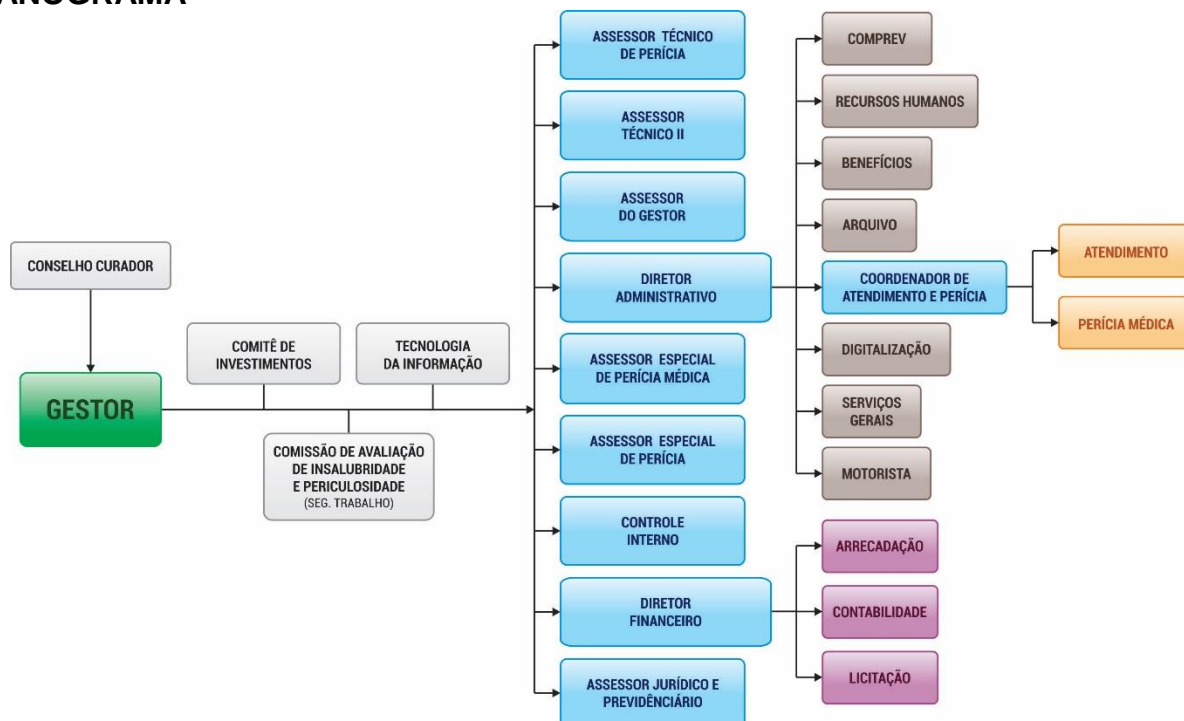 CONSELHO CURADOR
GESTOR
COMITÊ DE
INVESTIMENTOS
TECNOLOGIA
DA INFORMAÇÃO
COMISSÃO DE AVALIAÇÃO
DE INSALUBRIDADE
E PERICULOSIDADE
(SEG. TRABALHO)
ASSESSOR TÉCNICO
DE PERÍCIA
ASSESSOR
TÉCNICO II
ASSESSOR
DO GESTOR
DIRETOR
ADMINISTRATIVO
ASSESSOR ESPECIAL
DE PERÍCIA MÉDICA
ASSESSOR ESPECIAL
DE PERÍCIA
CONTROLE
INTERNO
DIRETOR
FINANCEIRO
ASSESSOR JURÍDICO E
PREVIDÊNCIÁRIO
COMPREV
RECURSOS HUMANOS
BENEFÍCIOS
ARQUIVO
COORDENADOR DE
ATENDIMENTO E PERÍCIA
DIGITALIZAÇÃO
SERVIÇOS
GERAIS
MOTORISTA
ARRECADAÇÃO
CONTABILIDADE
LICITAÇÃO
ATENDIMENTO
PERÍCIA MÉDICA